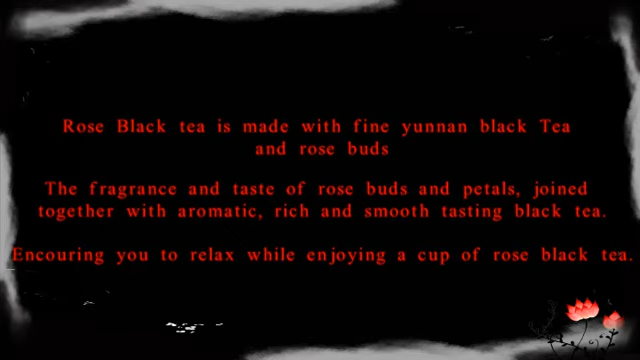 Rose Black tea is made with fine yunnan black Tea
and rose buds
The fragrance and taste of rose buds and petals, joined
together with aromatic, rich and smooth tasting black tea.
Encouring you to relax while enjoying a cup of rose black tea.